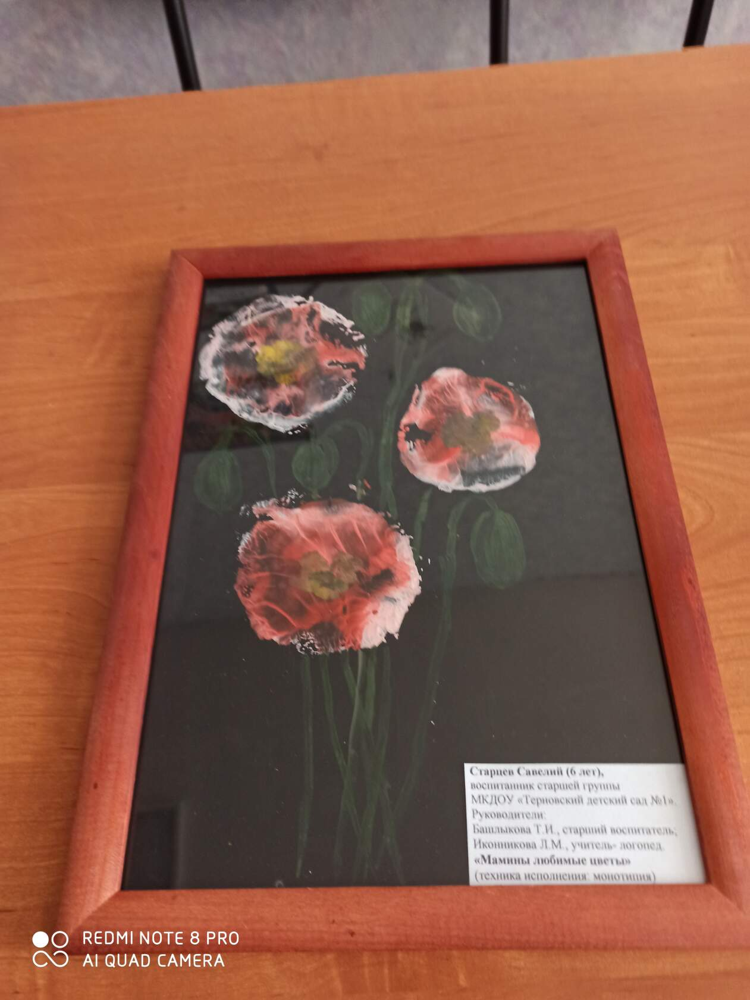 Старцев Савелий (6 лет),
воспитанник старшей группы
МКДОУ «Терновский детский сад №1».
Руководители:
Башлыкова Т.И., старший воспитатель;
Иконникова Л.М., учитель- логопед.
«Мамины любимые цветы»
(техника исполнения: монотипия)
REDMI NOTE 8 PRO
AI QUAD CAMERA